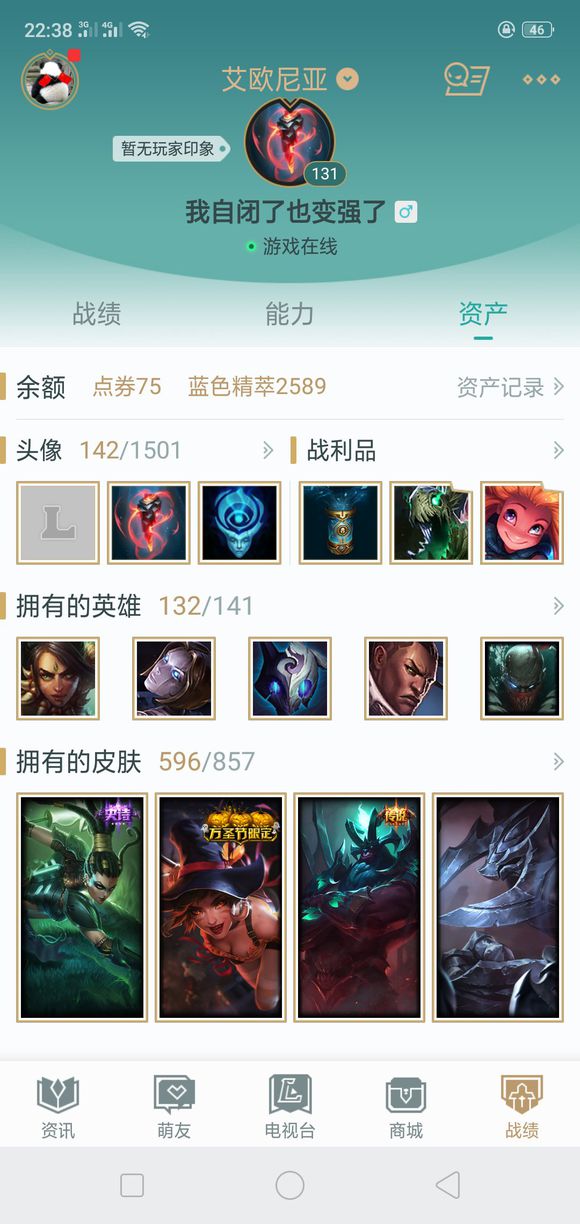 22:38 3G 4G 46
艾欧尼亚
暂无玩家印象
131
我自闭了也变强了
游戏在线
战绩 能力 资产
余额 点券75 蓝色精萃2589 资产记录
头像 142/1501 战利品
拥有的英雄 132/141
拥有的皮肤 596/857
史诗 万圣节限定 传说
资讯 萌友 电视台 商城 战绩